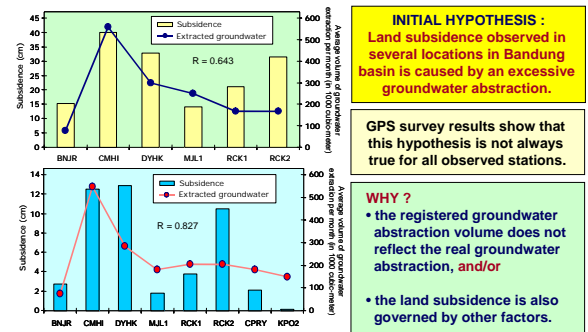 Subsidence
Extracted groundwater
R = 0.643
Subsidence (cm)
45
40
35
30
25
20
15
10
5
0
600
500
400
300
200
100
0
Average volume of groundwater
extraction per month (in 1000 cubic-meter)
BNJR CMHI DYHK MJL1 RCK1 RCK2
Subsidence
Extracted groundwater
R = 0.827
Subsidence (cm)
14
12
10
8
6
4
2
0
600
500
400
300
200
100
0
Average volume of groundwater
extraction per month (in 1000 cubic-meter)
BNJR CMHI DYHK MJL1 RCK1 RCK2 CPRY KPO2
INITIAL HYPOTHESIS :
Land subsidence observed in
several locations in Bandung
basin is caused by an excessive
groundwater abstraction.
GPS survey results show that
this hypothesis is not always
true for all observed stations.
WHY ?
• the registered groundwater
abstraction volume does not
reflect the real groundwater
abstraction, and/or
• the land subsidence is also
governed by other factors.